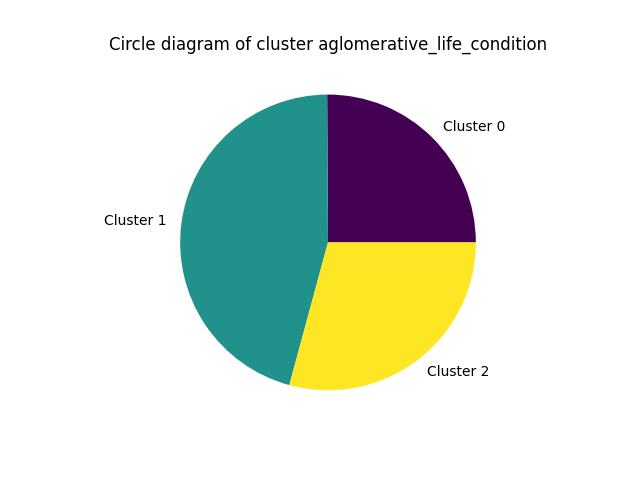 Circle diagram of cluster aglomerative_life_condition
Cluster 0
Cluster 1
Cluster 2